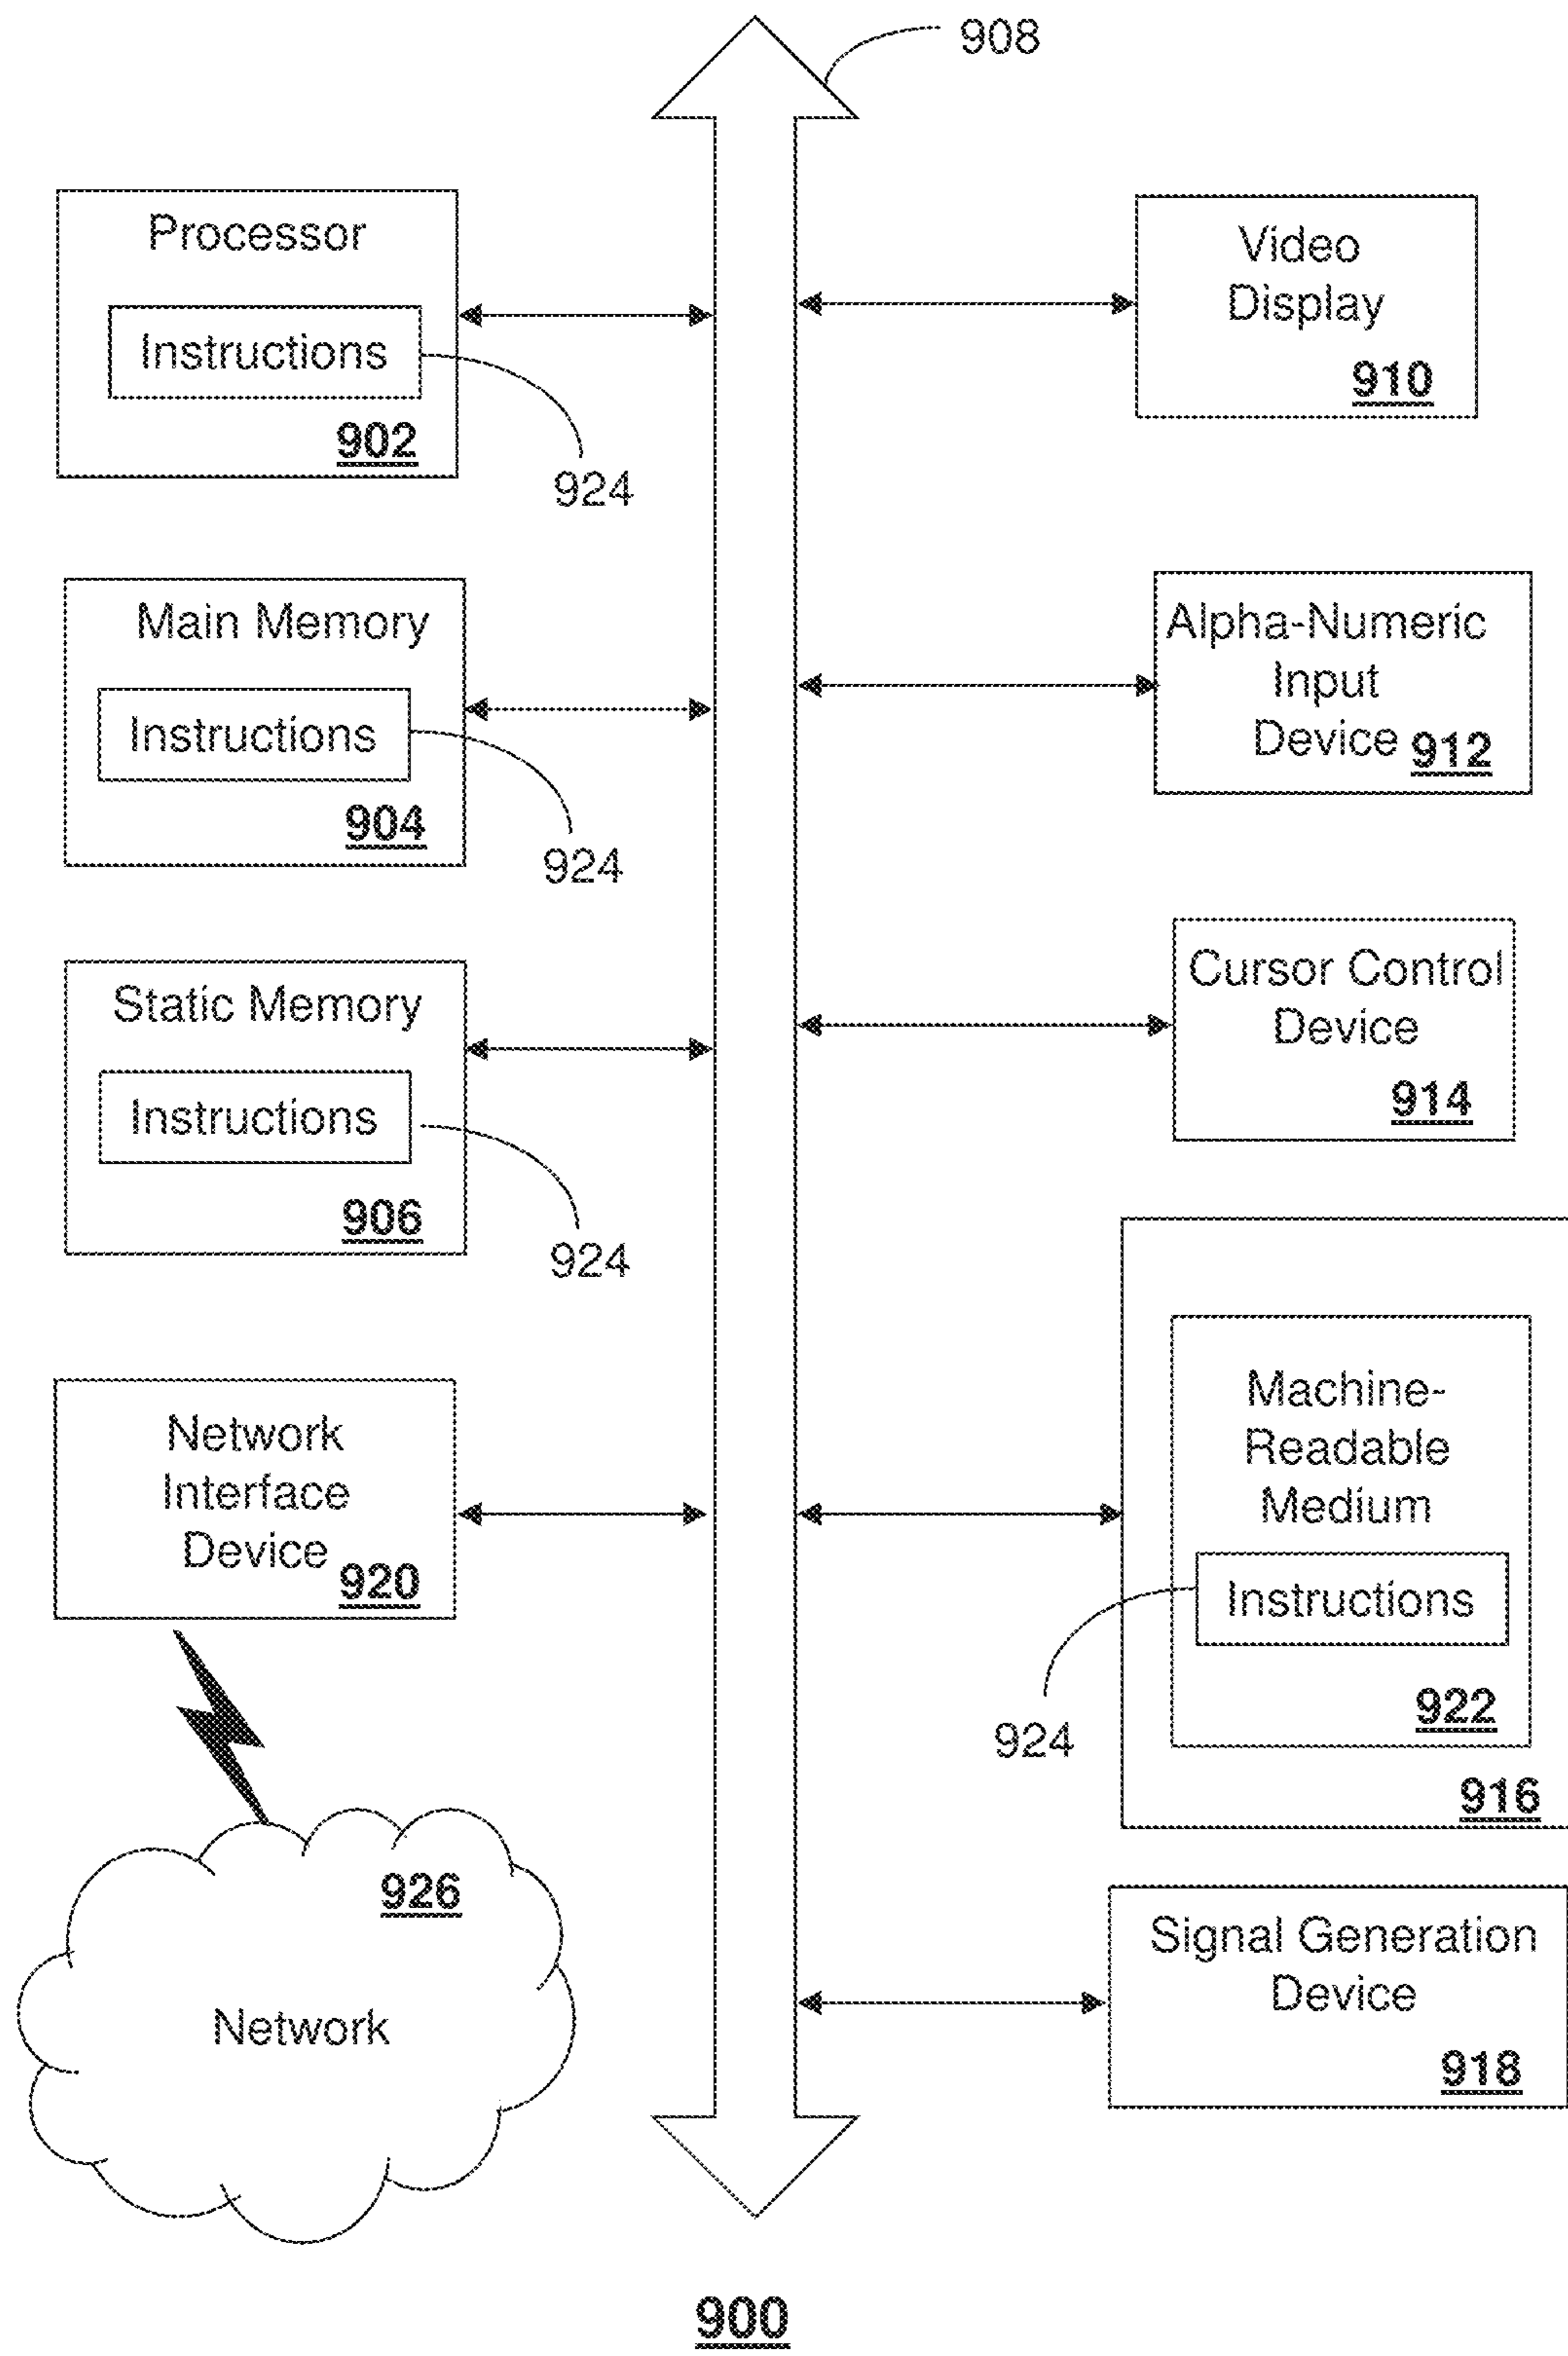 908
Processor
Instructions
902
924
Main Memory
Instructions
904
924
Static Memory
Instructions
906
924
Network
Interface
Device
920
926
Network
Video
Display
910
Alpha-Numeric
Input
Device 912
Cursor Control
Device
914
Machine-
Readable
Medium
Instructions
922
924
916
Signal Generation
Device
918
900